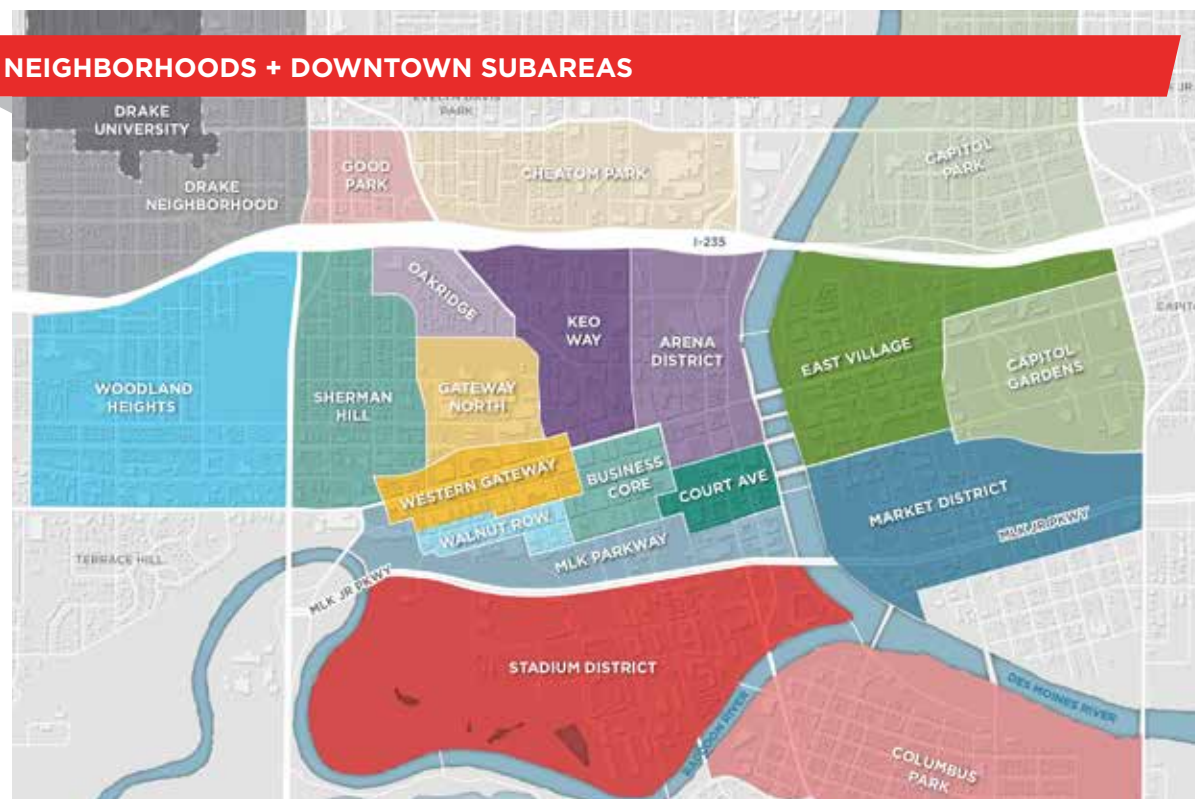 NEIGHBORHOODS + DOWNTOWN SUBAREAS
PARK
DRAKE
UNIVERSITY
DRAKE
NEIGHBORHOOD
GOOD
PARK
CHEATOM PARK
CAPITOL
PARK
I-235
OAKRIDGE
KEO
WAY
ARENA
DISTRICT
EAST VILLAGE
CAPITOL
GARDENS
WOODLAND
HEIGHTS
SHERMAN
HILL
GATEWAY
NORTH
WESTERN GATEWAY
BUSINESS
CORE
COURT AVE
WALNUT ROW
MLK PARKWAY
MARKET DISTRICT
MLK JR PKWY
TERRACE HILL
MLK JR PKWY
STADIUM DISTRICT
RACCOON RIVER
DES MOINES RIVER
COLUMBUS
PARK